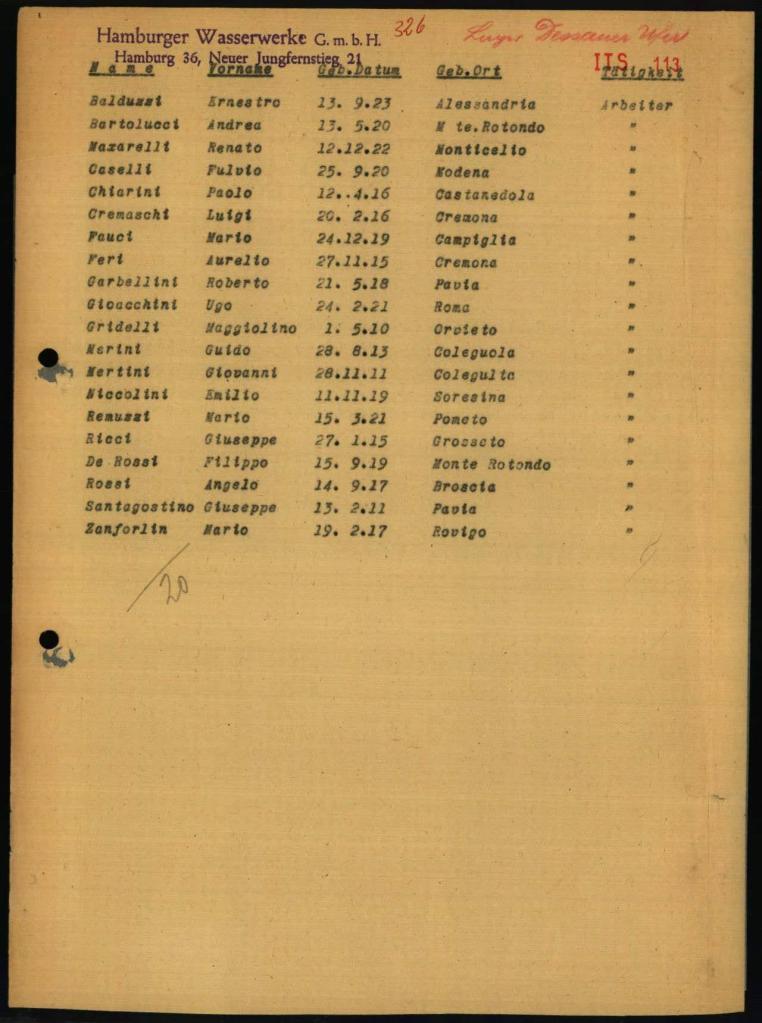 Hamburger Wasserwerke G. m. b. H. 326 Lager Dessauer Ufer
Hamburg 36, Neuer Jungfernstieg 21 ITS 113
Name Vorname Geb.Datum Geb.Ort Tätigkeit
Balduzzi Ernestro 13. 9.23 Alessandria Arbeiter
Bartolucci Andrea 13. 5.20 M te.Rotondo "
Maxarelli Renato 12.12.22 Monticelio "
Caselli Fulvio 25. 9.20 Modena "
Chiarini Paolo 12..4.16 Castanedola "
Cremaschi Luigi 20. 2.16 Cremona "
Fauci Mario 24.12.19 Campiglia "
Feri Aurelio 27.11.15 Cremona "
Garbellini Roberto 21. 5.18 Pavia "
Gioacchini Ugo 24. 2.21 Roma "
Gridelli Maggiolino 1. 5.10 Orvieto "
Marini Guido 28. 8.13 Coleguola "
Mertini Giovanni 28.11.11 Colegulta "
Niccolini Emilio 11.11.19 Soresina "
Remuzzi Mario 15. 3.21 Pometo "
Ricci Giuseppe 27. 1.15 Grosseto "
De Rossi Filippo 15. 9.19 Monte Rotondo "
Rossi Angelo 14. 9.17 Broscia "
Santagostino Giuseppe 13. 2.11 Pavia "
Zanforlin Mario 19. 2.17 Rovigo "
20